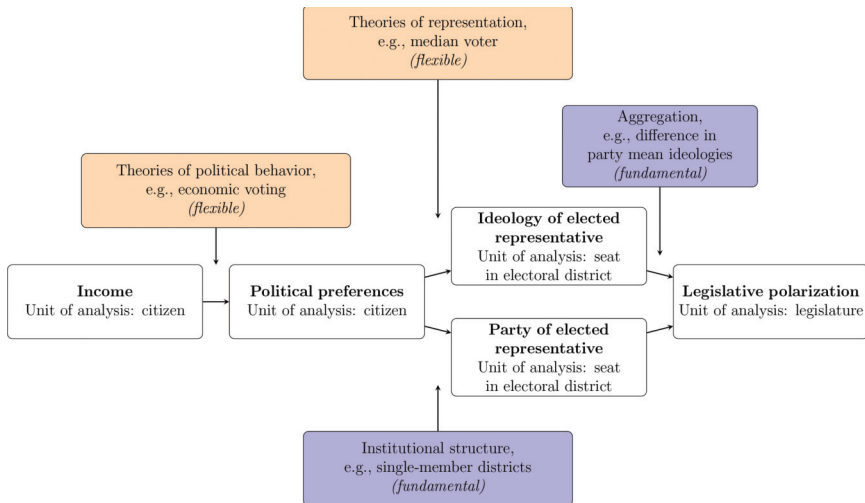 Theories of representation,
e.g., median voter
(flexible)
Aggregation,
e.g., difference in
party mean ideologies
(fundamental)
Theories of political behavior,
e.g., economic voting
(flexible)
Income
Unit of analysis: citizen
Political preferences
Unit of analysis: citizen
Ideology of elected
representative
Unit of analysis: seat
in electoral district
Party of elected
representative
Unit of analysis: seat
in electoral district
Legislative polarization
Unit of analysis: legislature
Institutional structure,
e.g., single-member districts
(fundamental)